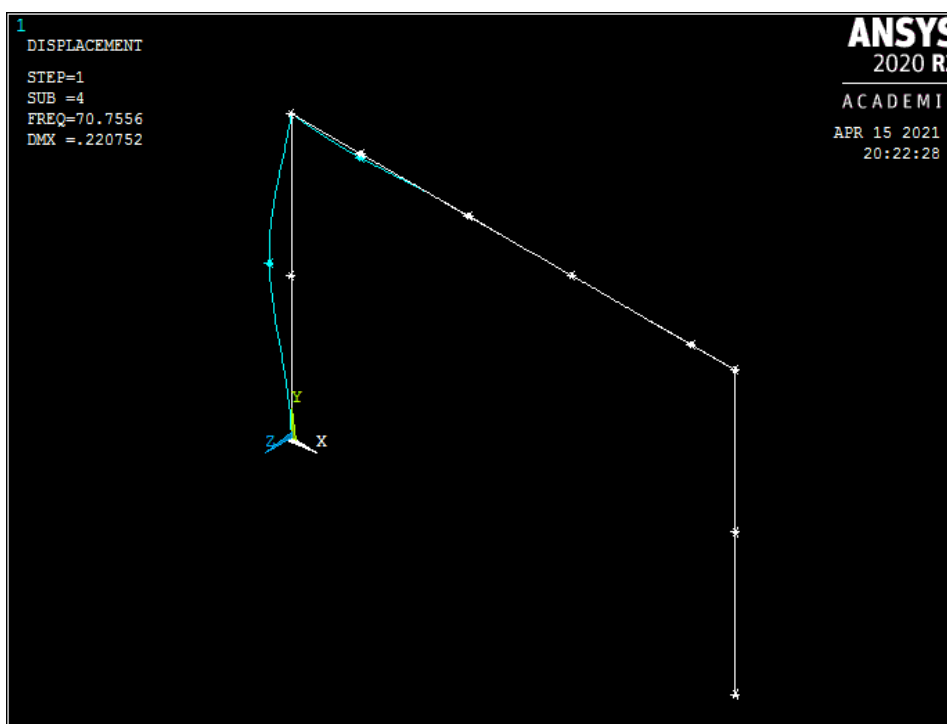 1
DISPLACEMENT
STEP=1
SUB =4
FREQ=70.7556
DMX =.220752
ANSYS
2020 R
ACADEMI
APR 15 2021
20:22:28
Y
Z
X